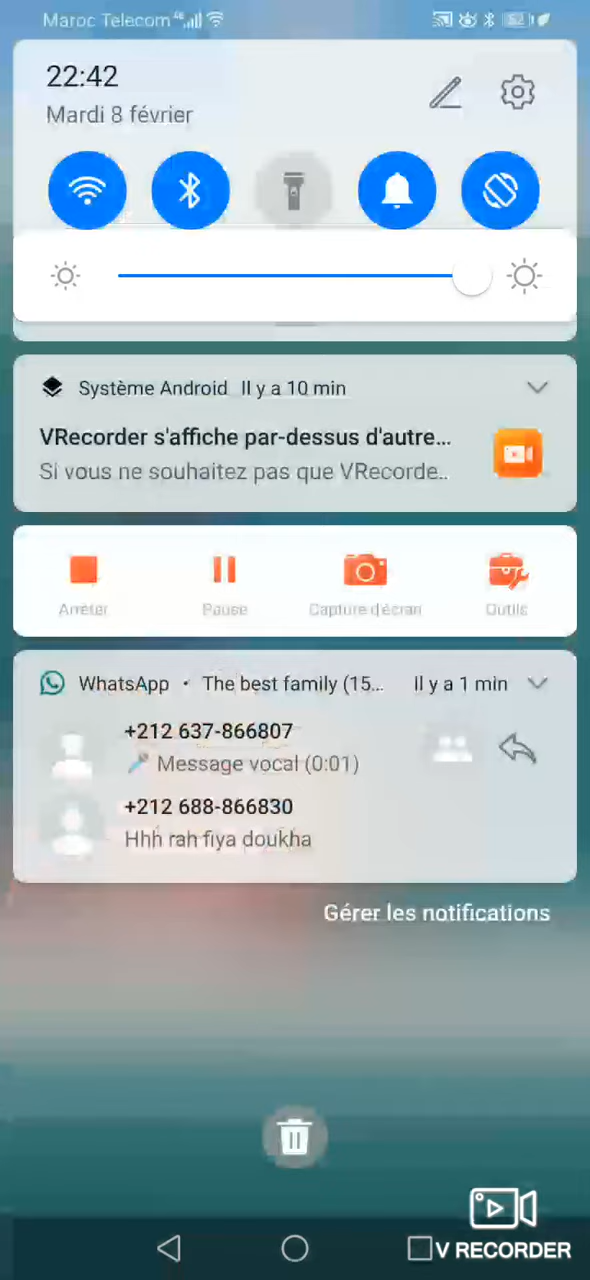 Maroc Telecom 4G 52
22:42
Mardi 8 février
Système Android Il y a 10 min
VRecorder s'affiche par-dessus d'autre...
Si vous ne souhaitez pas que VRecorde..
Arrêter Pause Capture d'écran Outils
WhatsApp • The best family (15... Il y a 1 min
+212 637-866807
Message vocal (0:01)
+212 688-866830
Hhh rah fiya doukha
Gérer les notifications
V RECORDER